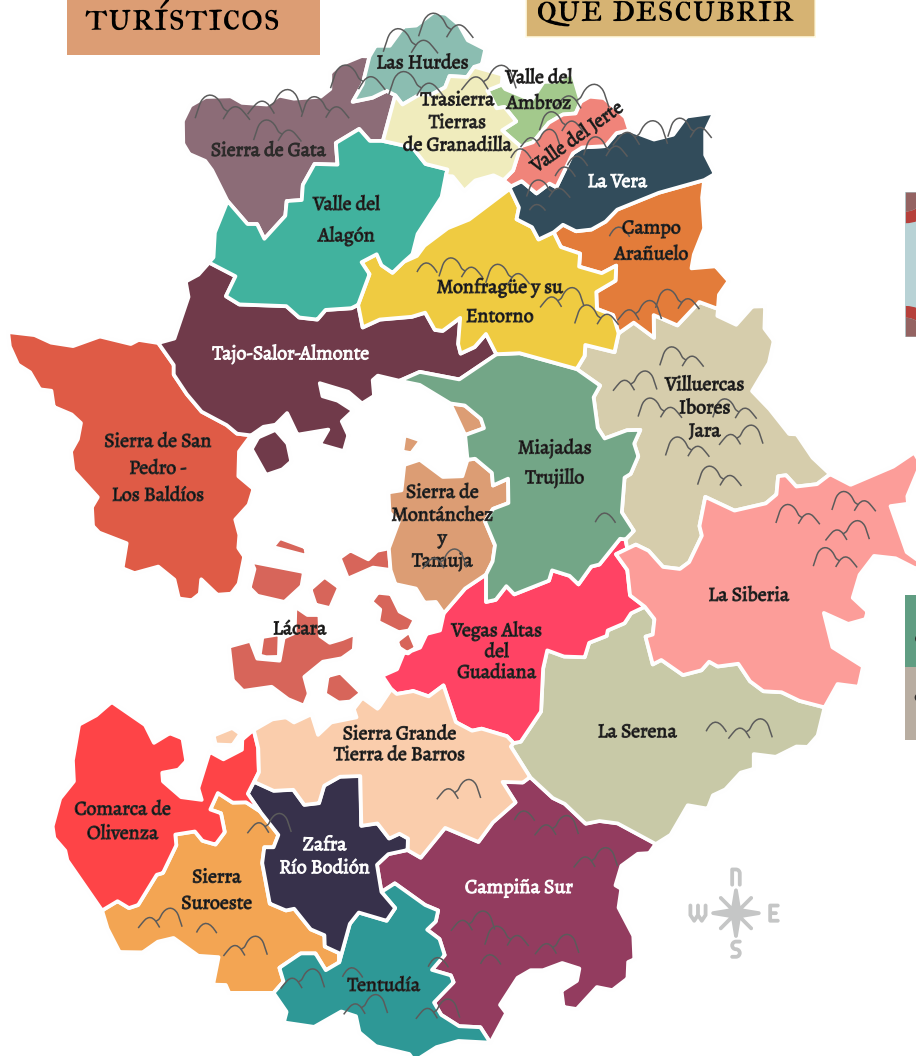 TURÍSTICOS
QUE DESCUBRIR
Las Hurdes
Valle del
Ambroz
Trasierra
Tierras
de Granadilla
Valle del Jerte
Sierra de Gata
La Vera
Valle del
Alagón
Campo
Arañuelo
Monfragüe y su
Entorno
Tajo-Salor-Almonte
Villuercas
Ibores
Jara
Sierra de San
Pedro -
Los Baldíos
Miajadas
Trujillo
Sierra de
Montánchez
y
Tamuja
La Siberia
Lácara
Vegas Altas
del
Guadiana
La Serena
Sierra Grande
Tierra de Barros
Comarca de
Olivenza
Zafra
Río Bodión
Sierra
Suroeste
Campiña Sur
Tentudía
n
W E
S